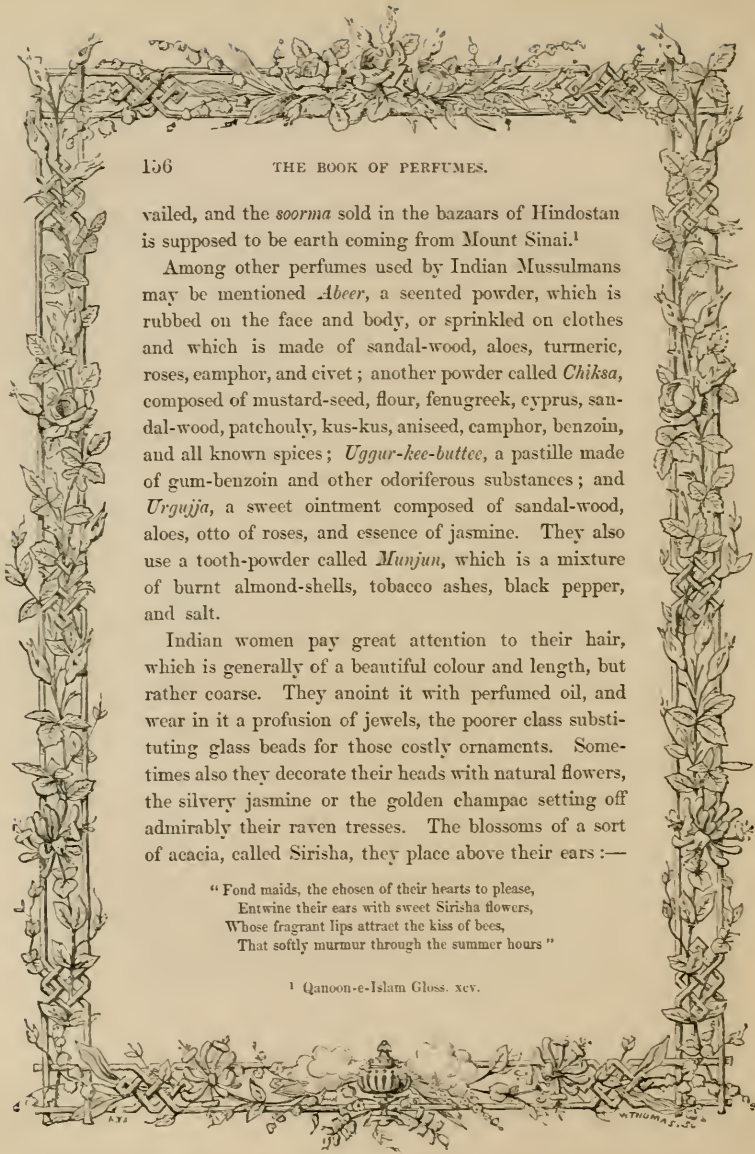 156 THE BOOK OF PERFUMES.
vailed, and the soorma sold in the bazaars of Hindostan
is supposed to be earth coming from Mount Sinai.¹
Among other perfumes used by Indian Mussulmans
may be mentioned Abeer, a scented powder, which is
rubbed on the face and body, or sprinkled on clothes
and which is made of sandal-wood, aloes, turmeric,
roses, camphor, and civet ; another powder called Chiksa,
composed of mustard-seed, flour, fenugreek, cyprus, san-
dal-wood, patchouly, kus-kus, aniseed, camphor, benzoin,
and all known spices ; Uggur-kee-buttee, a pastille made
of gum-benzoin and other odoriferous substances ; and
Urgujja, a sweet ointment composed of sandal-wood,
aloes, otto of roses, and essence of jasmine. They also
use a tooth-powder called Munjun, which is a mixture
of burnt almond-shells, tobacco ashes, black pepper,
and salt.
Indian women pay great attention to their hair,
which is generally of a beautiful colour and length, but
rather coarse. They anoint it with perfumed oil, and
wear in it a profusion of jewels, the poorer class substi-
tuting glass beads for those costly ornaments. Some-
times also they decorate their heads with natural flowers,
the silvery jasmine or the golden champac setting off
admirably their raven tresses. The blossoms of a sort
of acacia, called Sirisha, they place above their ears :—
“ Fond maids, the chosen of their hearts to please,
Entwine their ears with sweet Sirisha flowers,
Whose fragrant lips attract the kiss of bees,
That softly murmur through the summer hours ”
¹ Qanoon-e-Islam Gloss. xcv.
W THOMAS. Sc